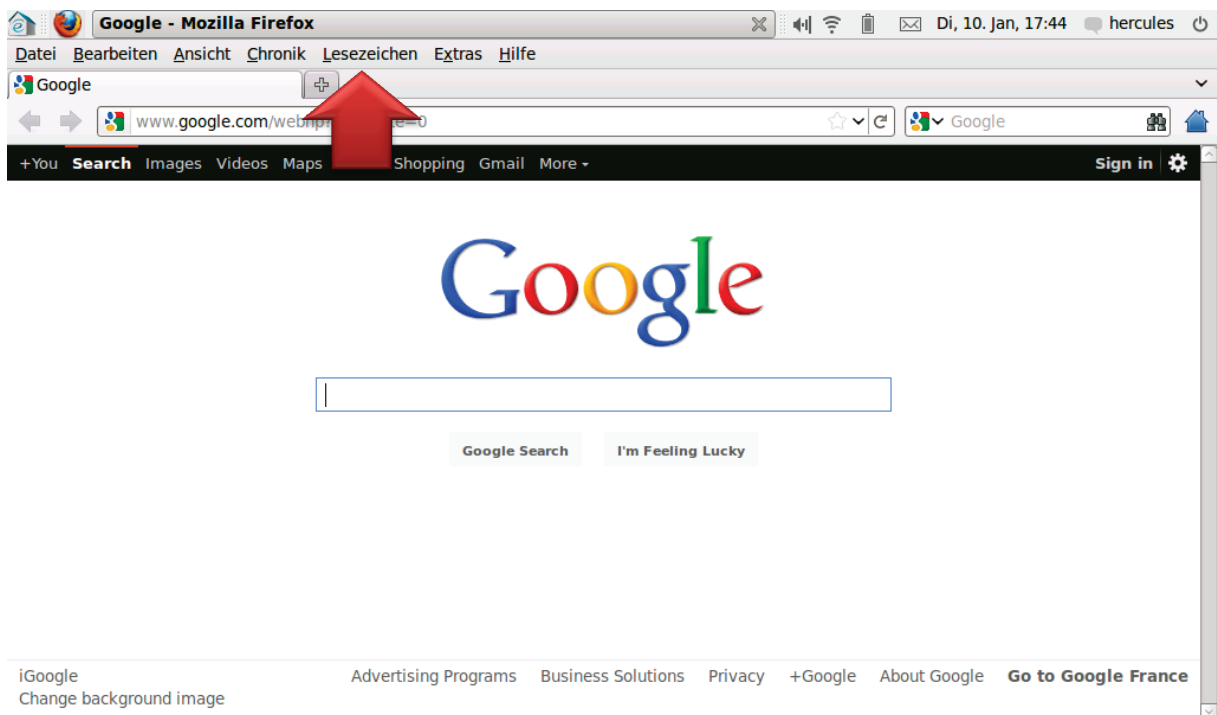 Google - Mozilla Firefox Di, 10. Jan, 17:44 hercules
Datei Bearbeiten Ansicht Chronik Lesezeichen Extras Hilfe
Google
www.google.com/webhp e=0 Google
+You Search Images Videos Maps Shopping Gmail More Sign in
Google
Google Search I'm Feeling Lucky
iGoogle Advertising Programs Business Solutions Privacy +Google About Google Go to Google France
Change background image